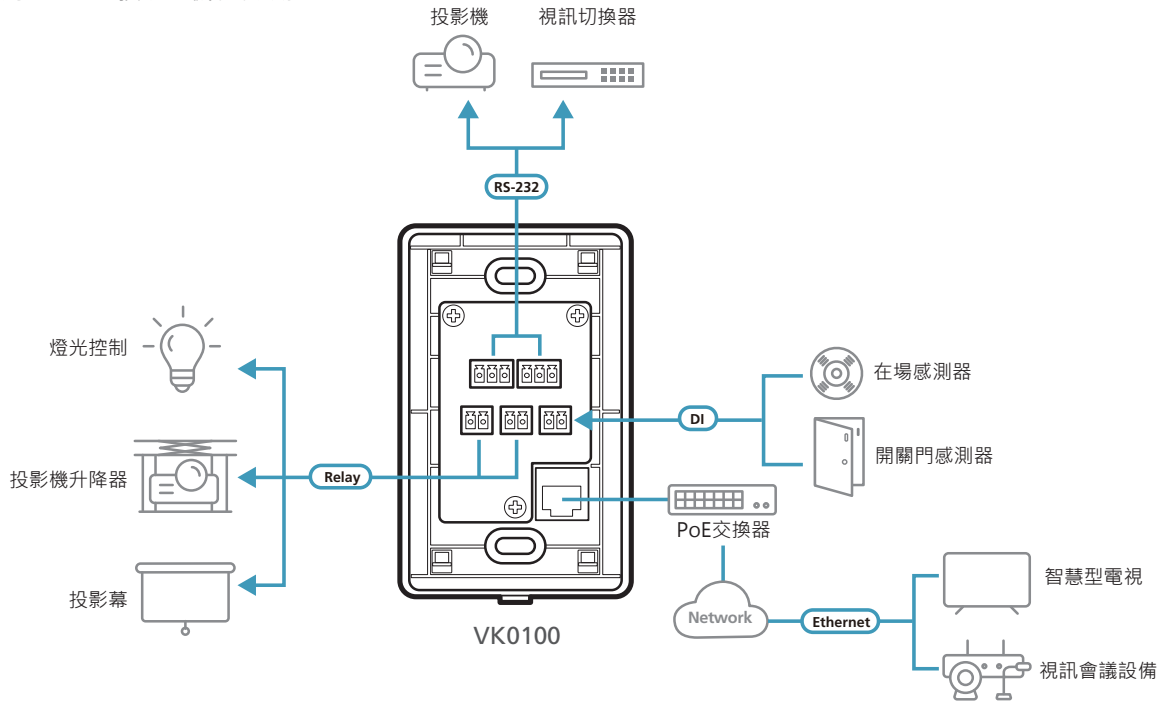 投影機
視訊切換器
RS-232
燈光控制
在場感測器
DI
開關門感測器
投影機升降器
Relay
PoE交換器
智慧型電視
投影幕
Network
Ethernet
VK0100
視訊會議設備